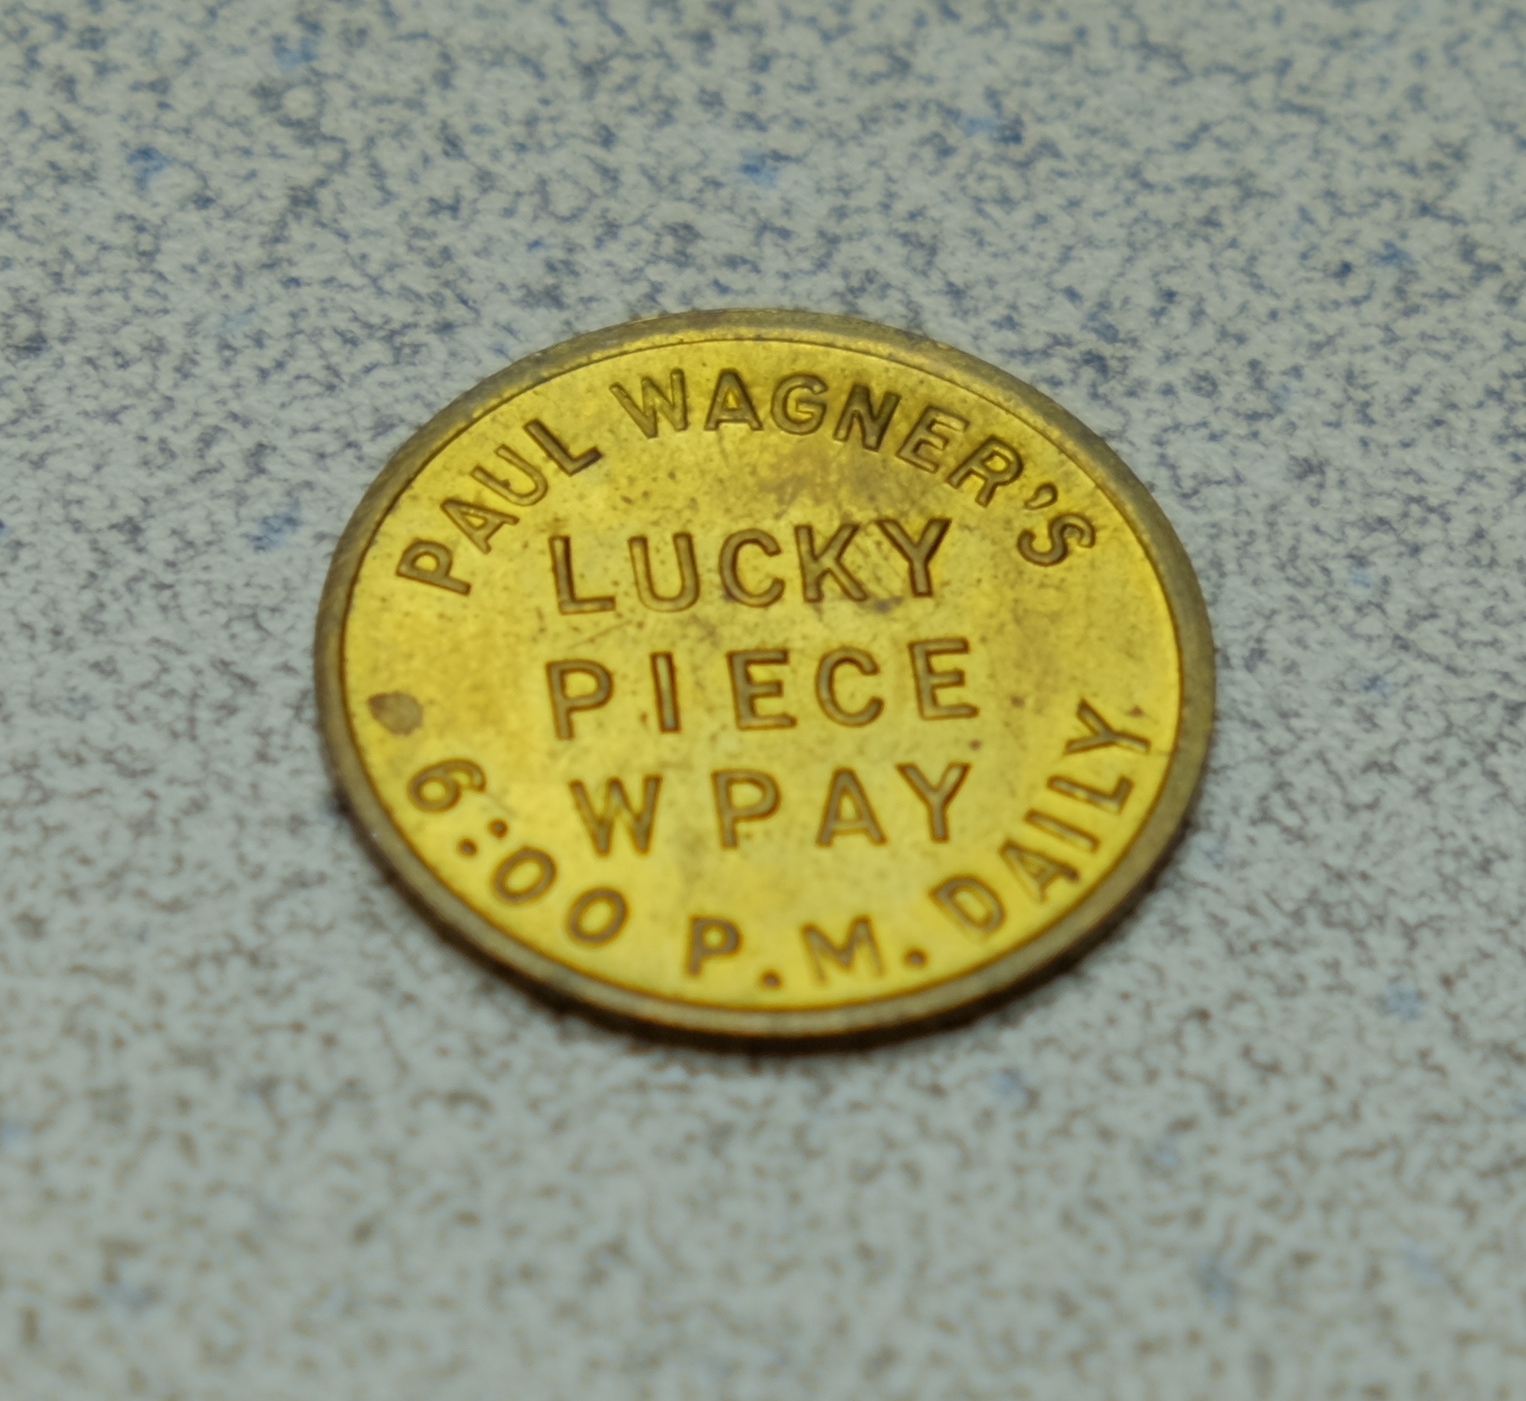 PAUL WAGNER'S
LUCKY
PIECE
WPAY
6:00 P.M. DAILY